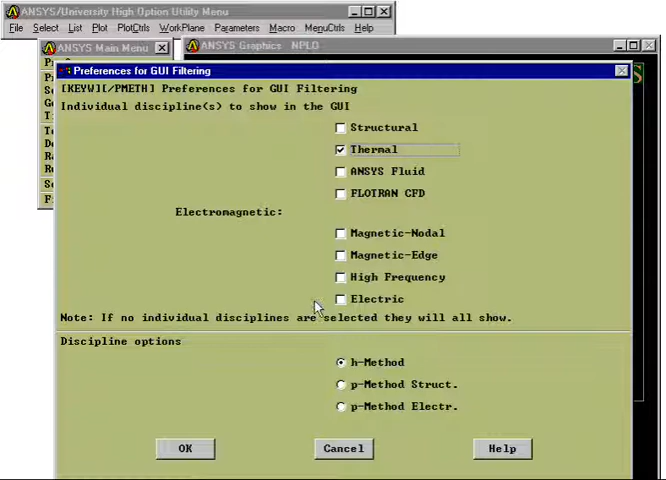 ANSYS/University High Option Utility Menu
File Select List Plot PlotCtrls WorkPlane Parameters Macro MenuCtrls Help
ANSYS Main Menu
ANSYS Graphics NPLO
Preferences for GUI Filtering
[KEYW][/PMETH] Preferences for GUI Filtering
Individual discipline(s) to show in the GUI
Structural
Thermal
ANSYS Fluid
FLOTRAN CFD
Electromagnetic:
Magnetic-Nodal
Magnetic-Edge
High Frequency
Electric
Note: If no individual disciplines are selected they will all show.
Discipline options
h-Method
p-Method Struct.
p-Method Electr.
OK Cancel Help